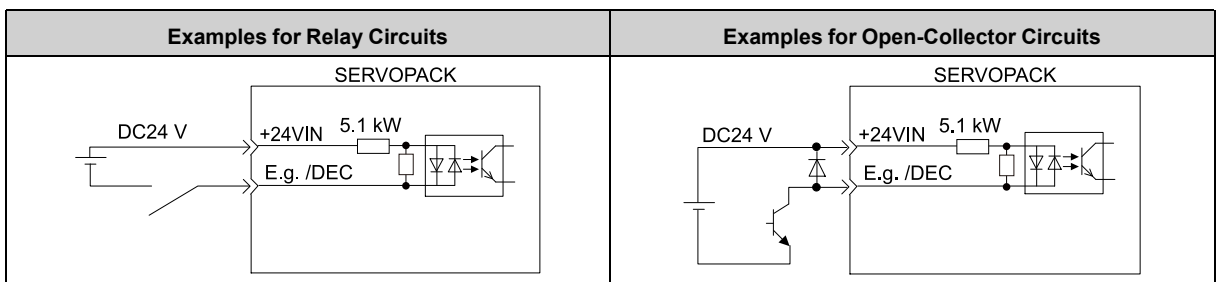 Examples for Relay Circuits
Examples for Open-Collector Circuits
SERVOPACK
DC24 V
+24VIN
5.1 kW
E.g. /DEC
SERVOPACK
DC24 V
+24VIN
5.1 kW
E.g. /DEC